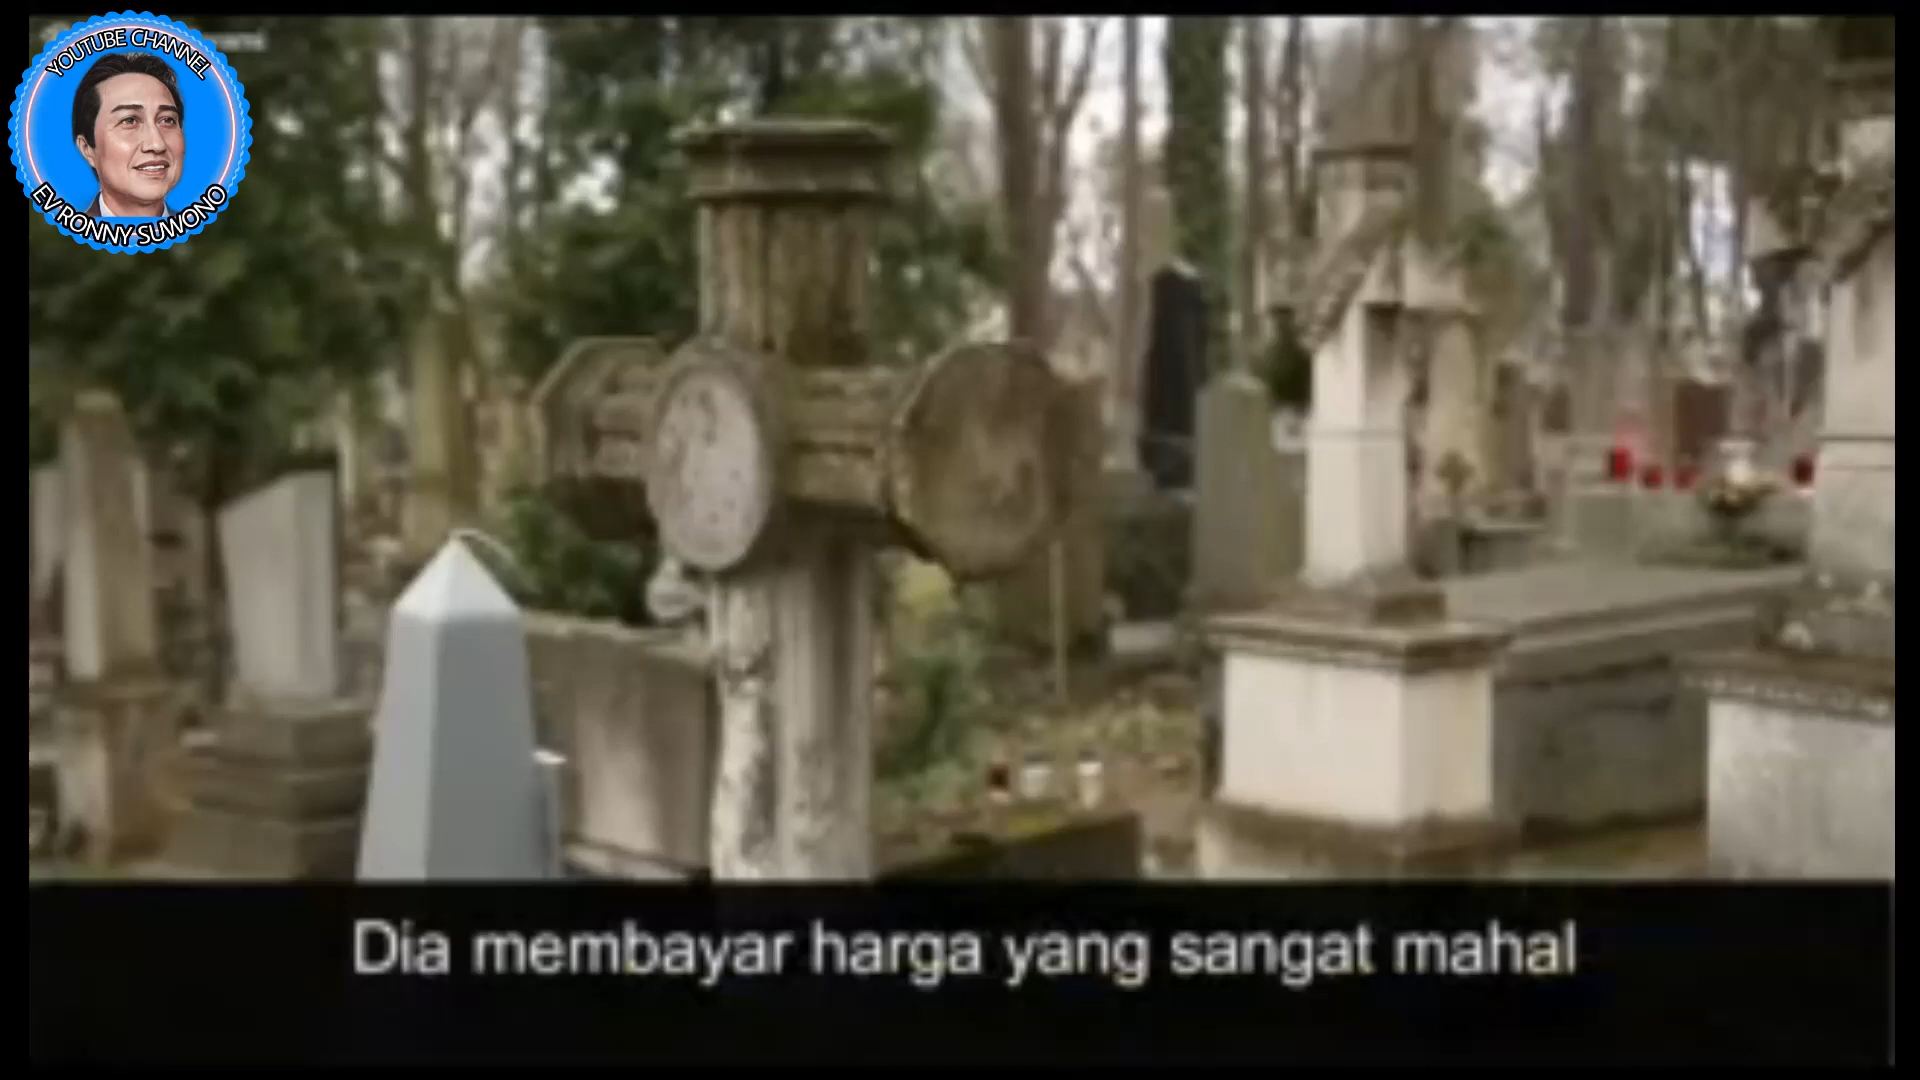 YOUTUBE CHANNEL
EV RONNY SUWONO
Dia membayar harga yang sangat mahal